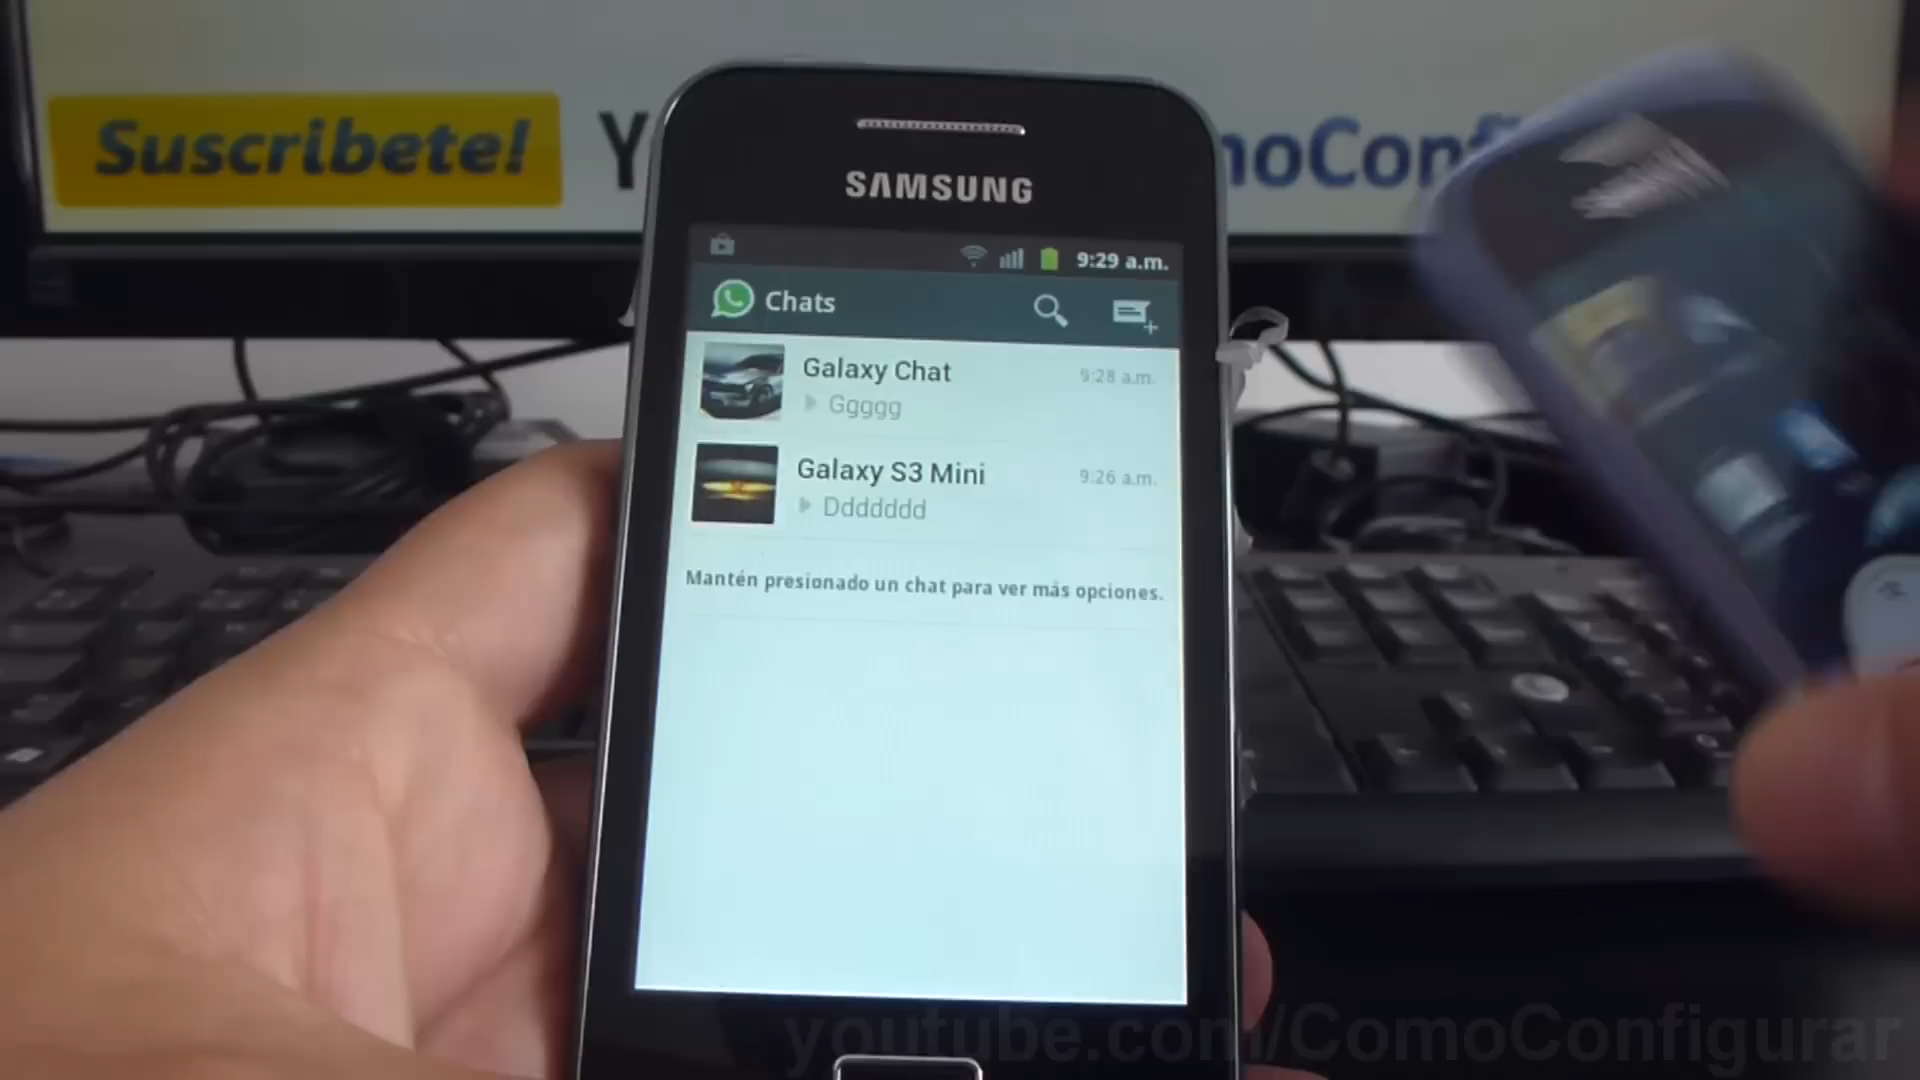 Suscribete!
Y
moConfi
SAMSUNG
9:29 a.m.
Chats
Galaxy Chat
9:28 a.m.
Ggggg
Galaxy S3 Mini
9:26 a.m.
Ddddddd
Mantén presionado un chat para ver más opciones.
youtube.com/ComoConfigurar